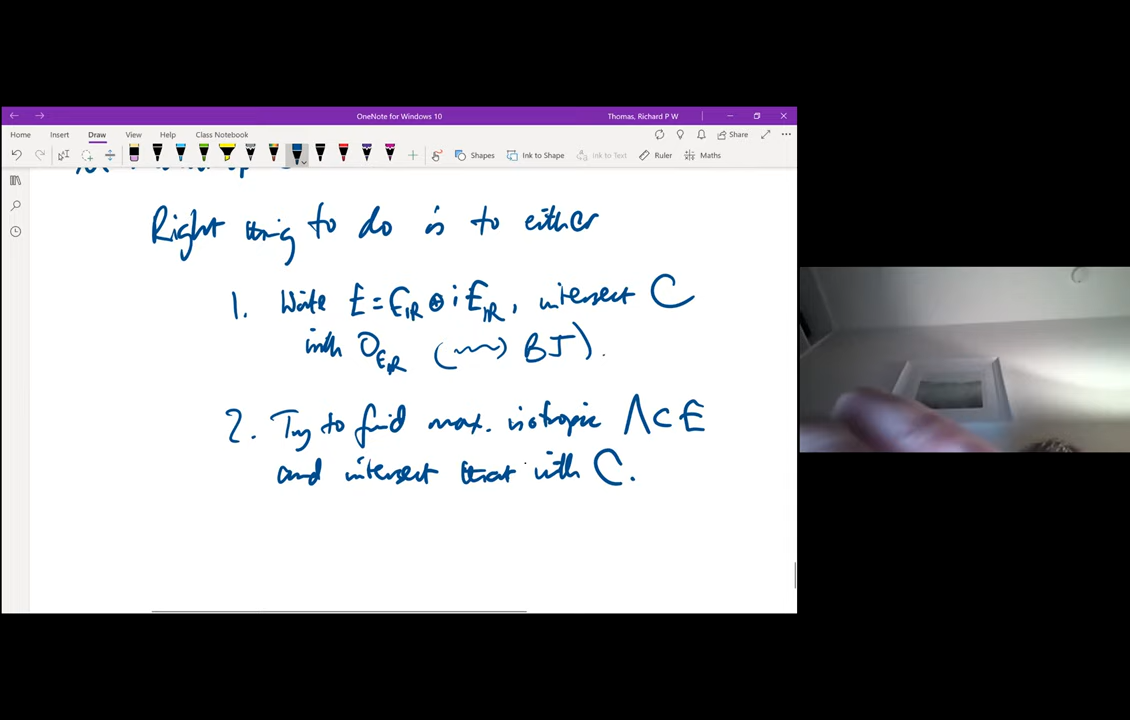 OneNote for Windows 10
Thomas, Richard P W
Home Insert Draw View Help Class Notebook
Share
Shapes Ink to Shape Ink to Text Ruler Maths
Right thing to do is to either
1. Write E = E_ℝ ⊕ i E_ℝ, intersect C
with 0_{E_ℝ} (⇝ BJ).
2. Try to find max. isotropic Λ ⊂ E
and intersect that with C.